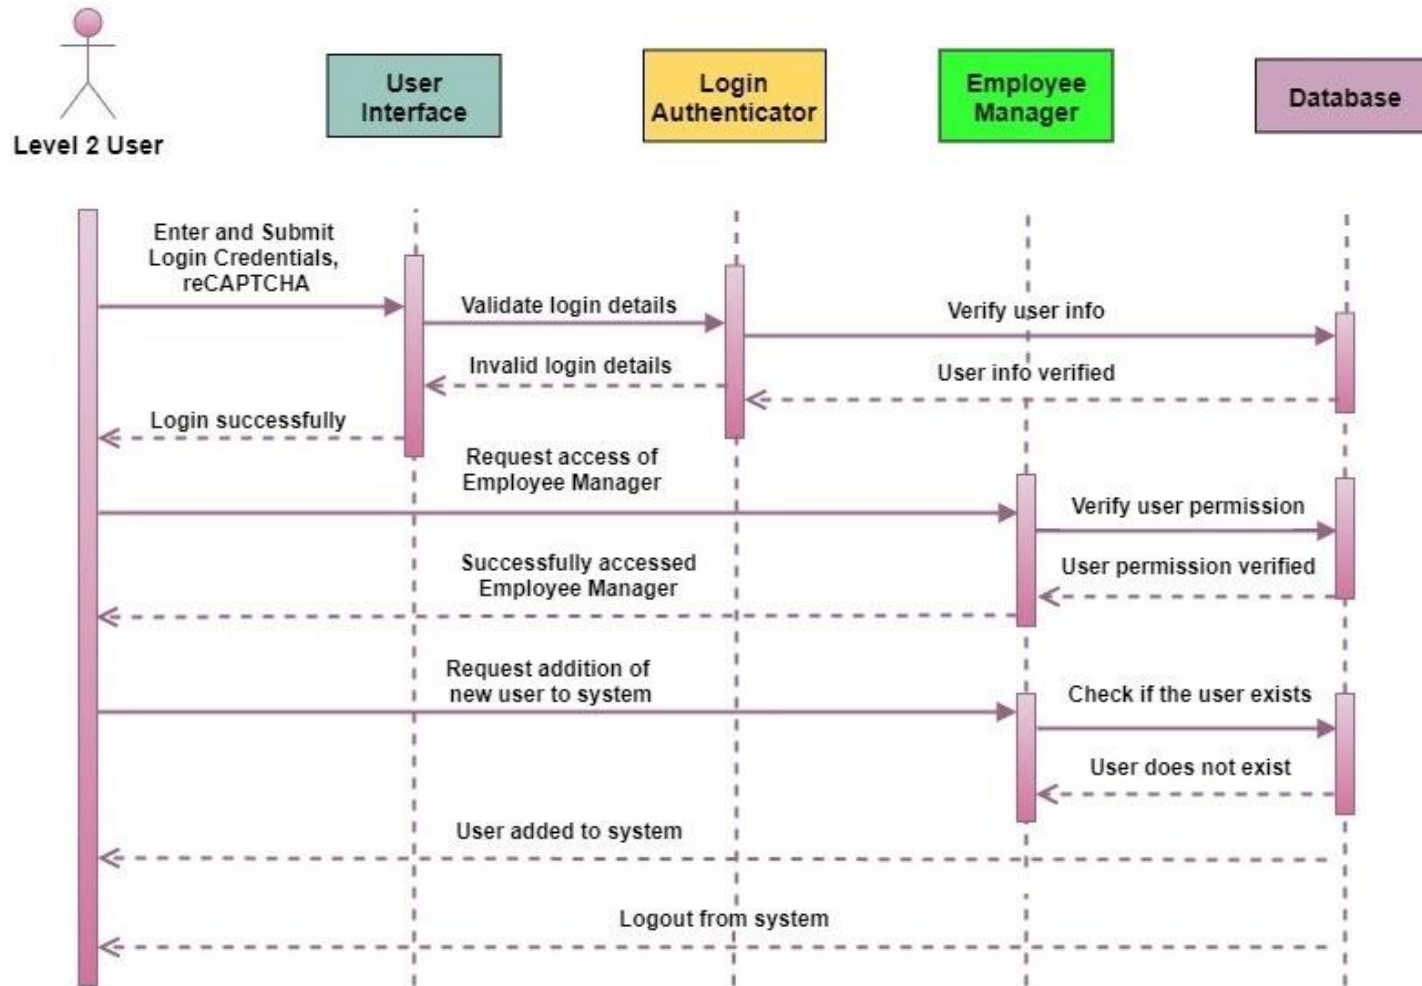 Level 2 User
User
Interface
Login
Authenticator
Employee
Manager
Database
Enter and Submit
Login Credentials,
reCAPTCHA
Validate login details
Verify user info
Invalid login details
User info verified
Login successfully
Request access of
Employee Manager
Verify user permission
Successfully accessed
Employee Manager
User permission verified
Request addition of
new user to system
Check if the user exists
User does not exist
User added to system
Logout from system